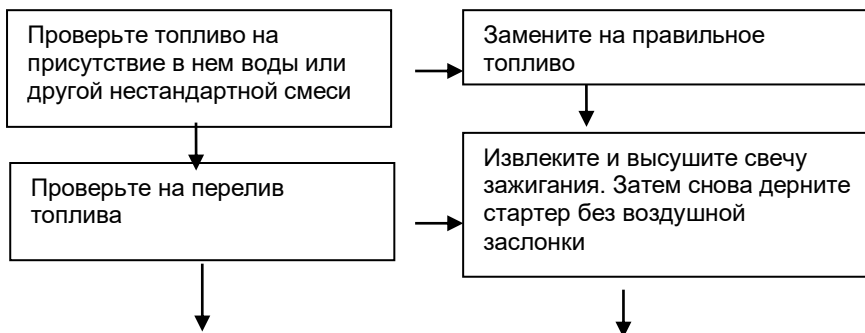 Проверьте топливо на
присутствие в нем воды или
другой нестандартной смеси
Замените на правильное
топливо
Проверьте на перелив
топлива
Извлеките и высушите свечу
зажигания. Затем снова дерните
стартер без воздушной
заслонки